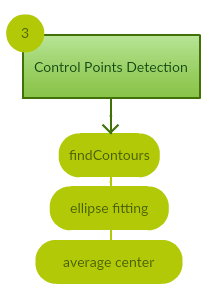 3
Control Points Detection
findContours
ellipse fitting
average center